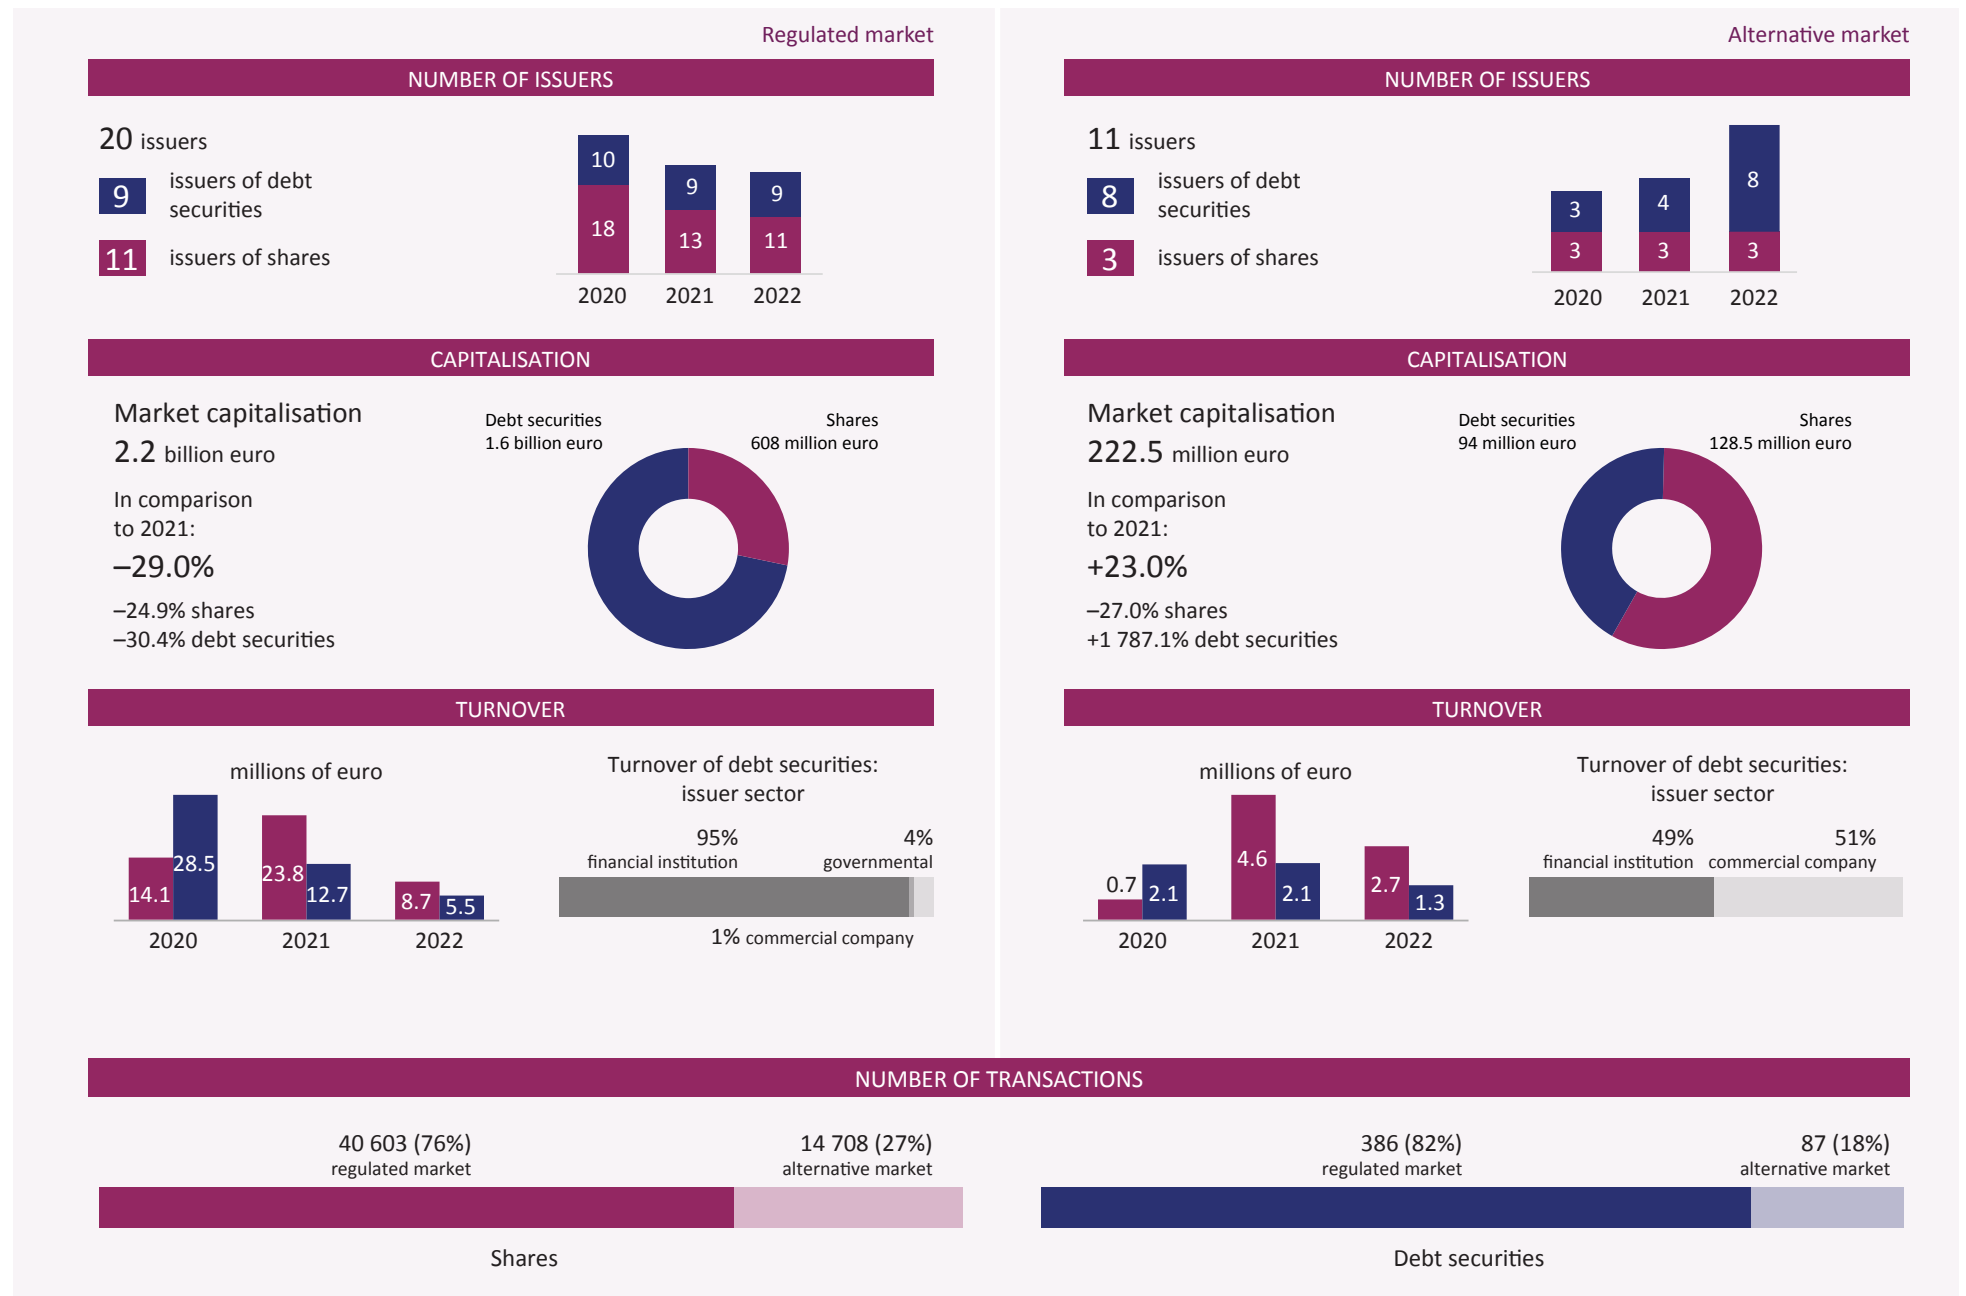 Regulated market
NUMBER OF ISSUERS
20 issuers
9
issuers of debt
securities
11
issuers of shares
10
9
9
18
13
11
2020
2021
2022
CAPITALISATION
Market capitalisation
2.2 billion euro
In comparison
to 2021:
–29.0%
–24.9% shares
–30.4% debt securities
Debt securities
1.6 billion euro
Shares
608 million euro
TURNOVER
millions of euro
14.1
28.5
23.8
12.7
8.7
5.5
2020
2021
2022
Turnover of debt securities:
issuer sector
95%
financial institution
4%
governmental
1% commercial company
Alternative market
NUMBER OF ISSUERS
11 issuers
8
issuers of debt
securities
3
issuers of shares
3
4
8
3
3
3
2020
2021
2022
CAPITALISATION
Market capitalisation
222.5 million euro
In comparison
to 2021:
+23.0%
–27.0% shares
+1 787.1% debt securities
Debt securities
94 million euro
Shares
128.5 million euro
TURNOVER
millions of euro
0.7
2.1
4.6
2.1
2.7
1.3
2020
2021
2022
Turnover of debt securities:
issuer sector
49%
financial institution
51%
commercial company
NUMBER OF TRANSACTIONS
40 603 (76%)
regulated market
14 708 (27%)
alternative market
Shares
386 (82%)
regulated market
87 (18%)
alternative market
Debt securities